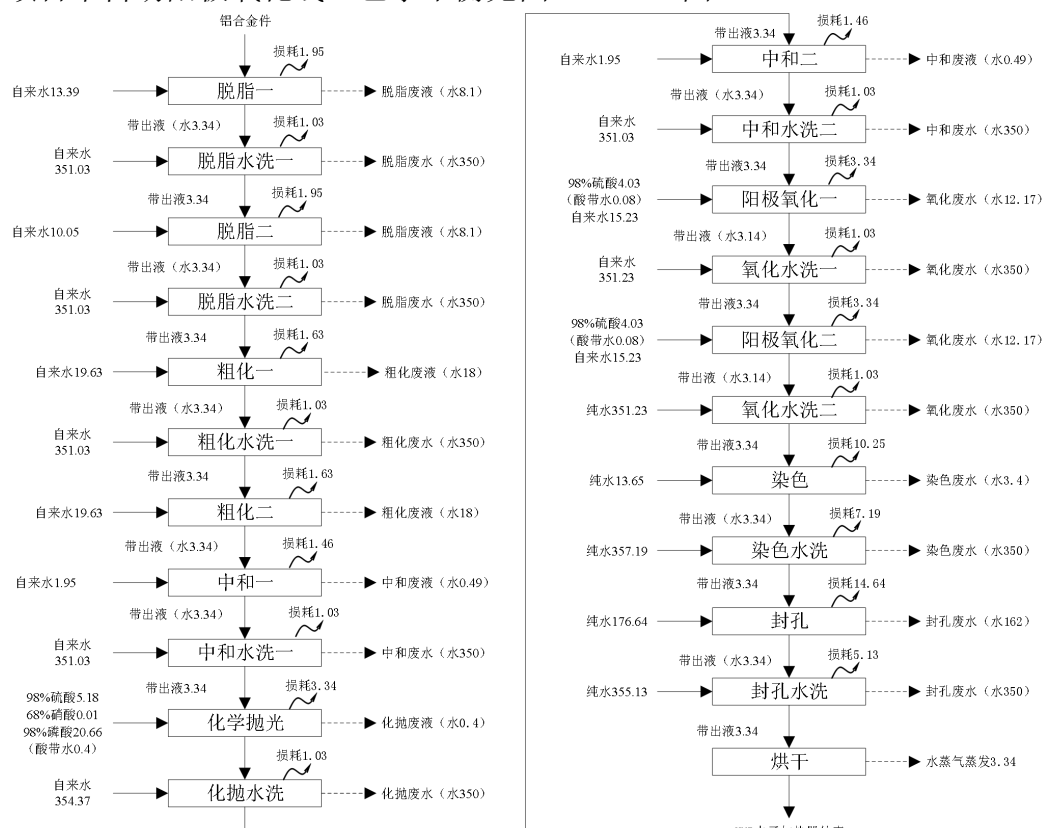 铝合金件
损耗1.95
自来水13.39
脱脂一
脱脂废液（水8.1）
带出液（水3.34）
损耗1.03
自来水
351.03
脱脂水洗一
脱脂废水（水350）
带出液3.34
损耗1.95
自来水10.05
脱脂二
脱脂废液（水8.1）
带出液（水3.34）
损耗1.03
自来水
351.03
脱脂水洗二
脱脂废水（水350）
带出液3.34
损耗1.63
自来水19.63
粗化一
粗化废液（水18）
带出液（水3.34）
损耗1.03
自来水
351.03
粗化水洗一
粗化废水（水350）
带出液3.34
损耗1.63
自来水19.63
粗化二
粗化废液（水18）
带出液（水3.34）
损耗1.46
自来水1.95
中和一
中和废液（水0.49）
带出液（水3.34）
损耗1.03
自来水
351.03
中和水洗一
中和废水（水350）
带出液3.34
损耗3.34
98%硫酸5.18
68%硝酸0.01
98%磷酸20.66
（酸带水0.4）
化学抛光
化抛废液（水0.4）
损耗1.03
自来水
354.37
化抛水洗
化抛废水（水350）
带出液3.34
损耗1.46
自来水1.95
中和二
中和废液（水0.49）
带出液（水3.34）
损耗1.03
自来水
351.03
中和水洗二
中和废水（水350）
带出液3.34
损耗3.34
98%硫酸4.03
（酸带水0.08）
自来水15.23
阳极氧化一
氧化废水（水12.17）
带出液（水3.14）
损耗1.03
自来水
351.23
氧化水洗一
氧化废水（水350）
带出液3.34
损耗3.34
98%硫酸4.03
（酸带水0.08）
自来水15.23
阳极氧化二
氧化废水（水12.17）
带出液（水3.14）
损耗1.03
纯水351.23
氧化水洗二
氧化废水（水350）
带出液3.34
损耗10.25
纯水13.65
染色
染色废水（水3.4）
带出液（水3.34）
损耗7.19
纯水357.19
染色水洗
染色废水（水350）
带出液3.34
损耗14.64
纯水176.64
封孔
封孔废水（水162）
带出液（水3.34）
损耗5.13
纯水355.13
封孔水洗
封孔废水（水350）
带出液3.34
烘干
水蒸气蒸发3.34